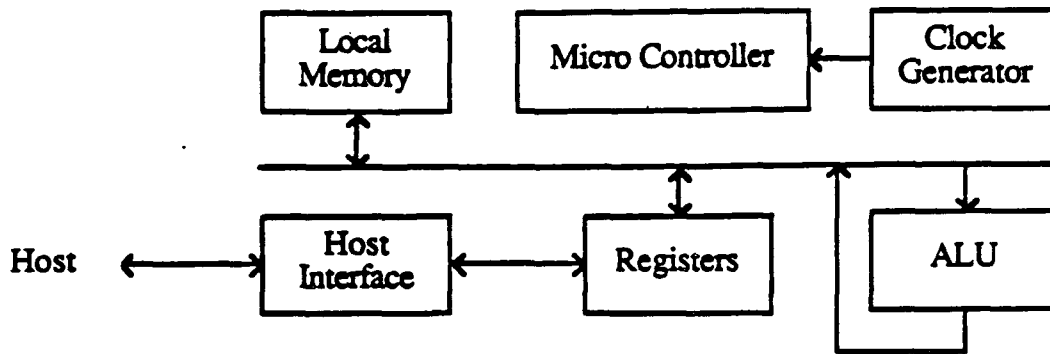 Local
Memory
Micro Controller
Clock
Generator
Host
Host
Interface
Registers
ALU